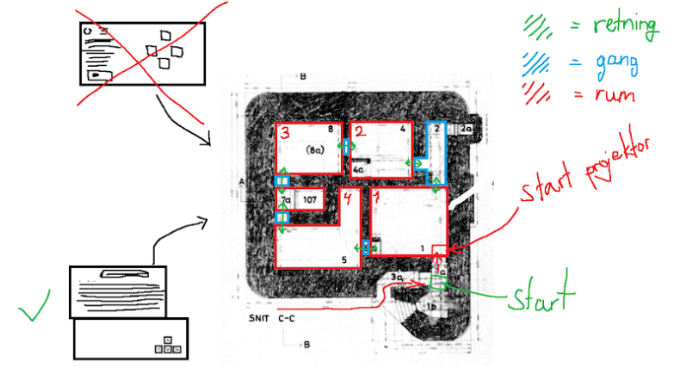 = retning
= gang
= rum
B
3
8
(8a)
2
4
4a
2
2a
A
7a
107
4
1
5
1
3a
1b
SNIT C-C
B
start projektor
Start